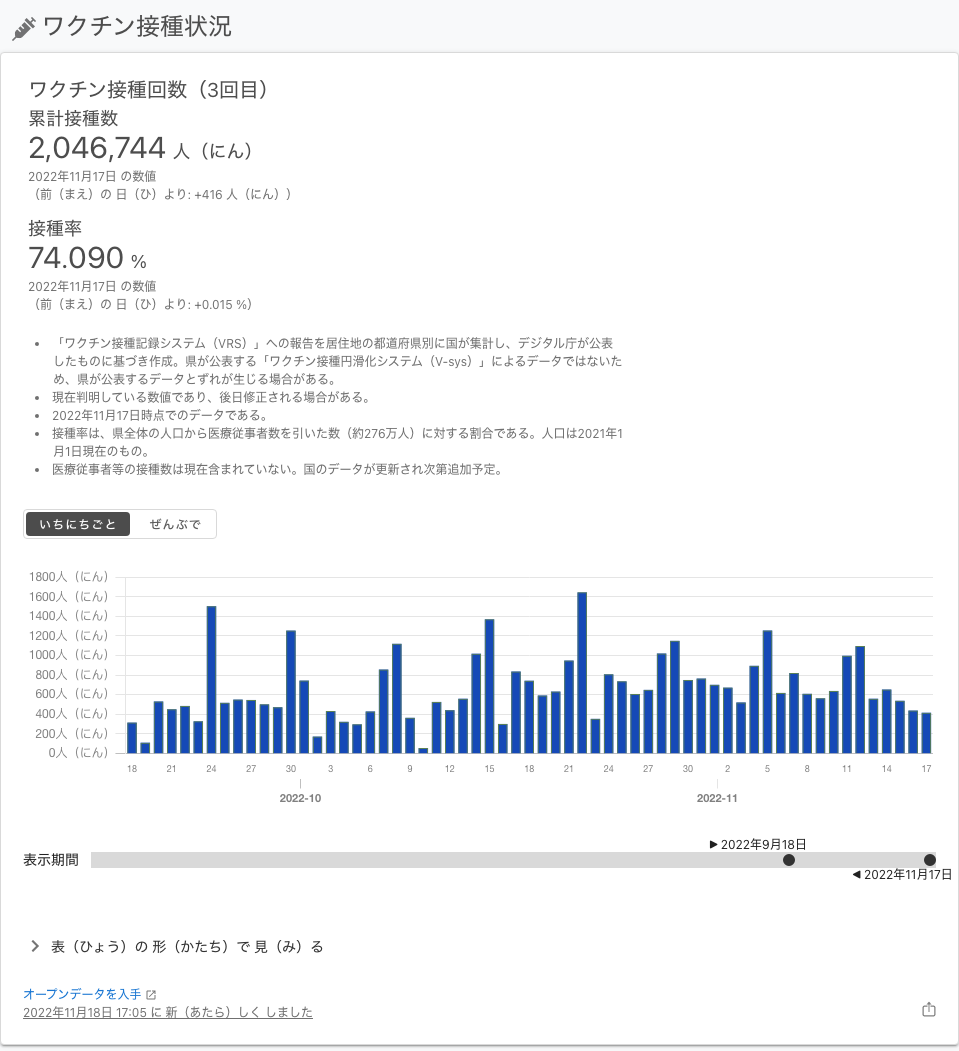 ワクチン接種状況
ワクチン接種回数（3回目）
累計接種数
2,046,744 人（にん）
2022年11月17日 の数値
（前（まえ）の 日（ひ）より: +416 人（にん））
接種率
74.090 %
2022年11月17日 の数値
（前（まえ）の 日（ひ）より: +0.015 %）
• 「ワクチン接種記録システム（VRS）」への報告を居住地の都道府県別に国が集計し、デジタル庁が公表
したものに基づき作成。県が公表する「ワクチン接種円滑化システム（V-sys）」によるデータではないた
め、県が公表するデータとずれが生じる場合がある。
• 現在判明している数値であり、後日修正される場合がある。
• 2022年11月17日時点でのデータである。
• 接種率は、県全体の人口から医療従事者数を引いた数（約276万人）に対する割合である。人口は2021年1
月1日現在のもの。
• 医療従事者等の接種数は現在含まれていない。国のデータが更新され次第追加予定。
いちにちごと ぜんぶで
1800人（にん）
1600人（にん）
1400人（にん）
1200人（にん）
1000人（にん）
800人（にん）
600人（にん）
400人（にん）
200人（にん）
0人（にん）
18 21 24 27 30 3 6 9 12 15 18 21 24 27 30 2 5 8 11 14 17
2022-10 2022-11
▶ 2022年9月18日
表示期間
◀ 2022年11月17日
表（ひょう）の 形（かたち）で 見（み）る
オープンデータを入手
2022年11月18日 17:05 に 新（あたら）しく しました